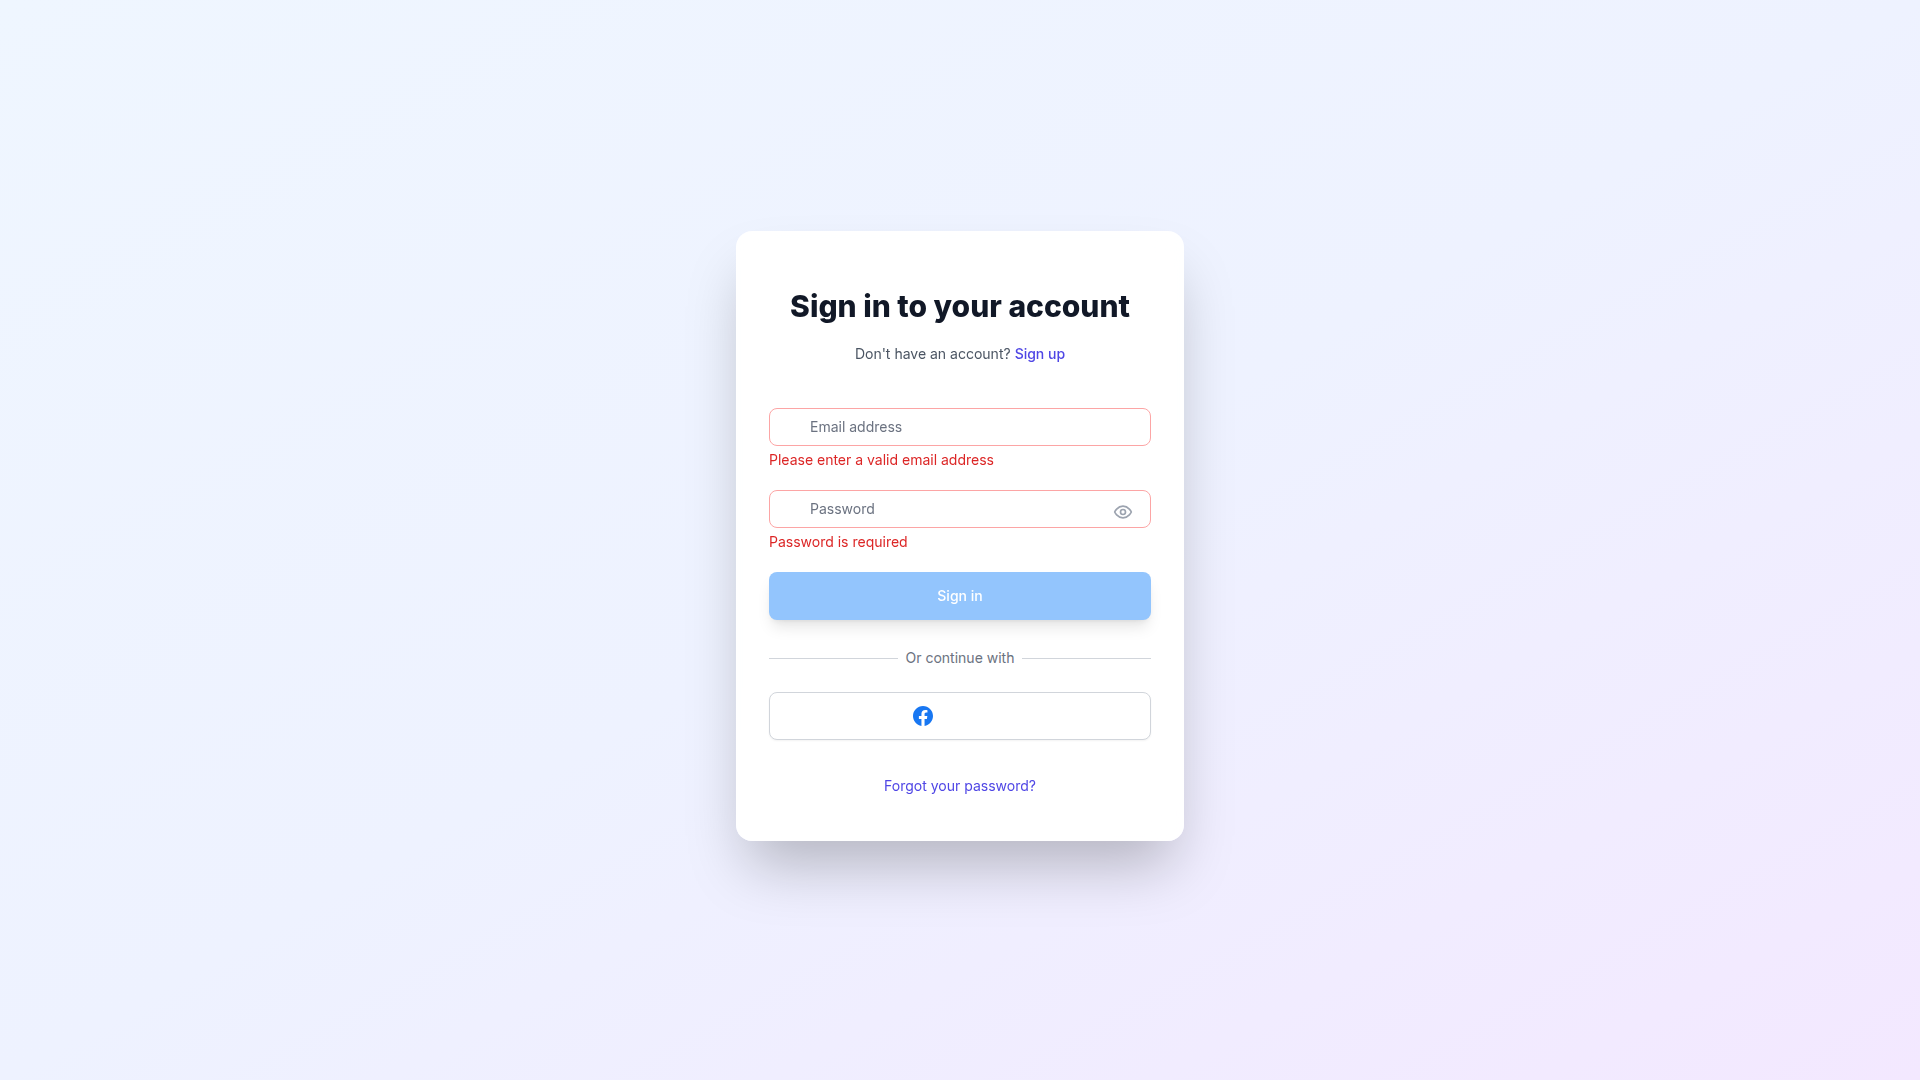 Sign in to your account
Don't have an account? Sign up
Email address
Please enter a valid email address
Password
Password is required
Sign in
Or continue with
Forgot your password?